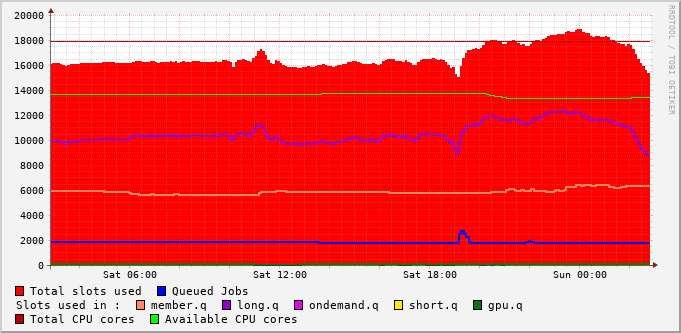 RRDTOOL / TOBI OETIKER
20000
18000
16000
14000
12000
10000
8000
6000
4000
2000
0
Sat 06:00 Sat 12:00 Sat 18:00 Sun 00:00
Total slots used Queued Jobs
Slots used in : member.q long.q ondemand.q short.q gpu.q
Total CPU cores Available CPU cores